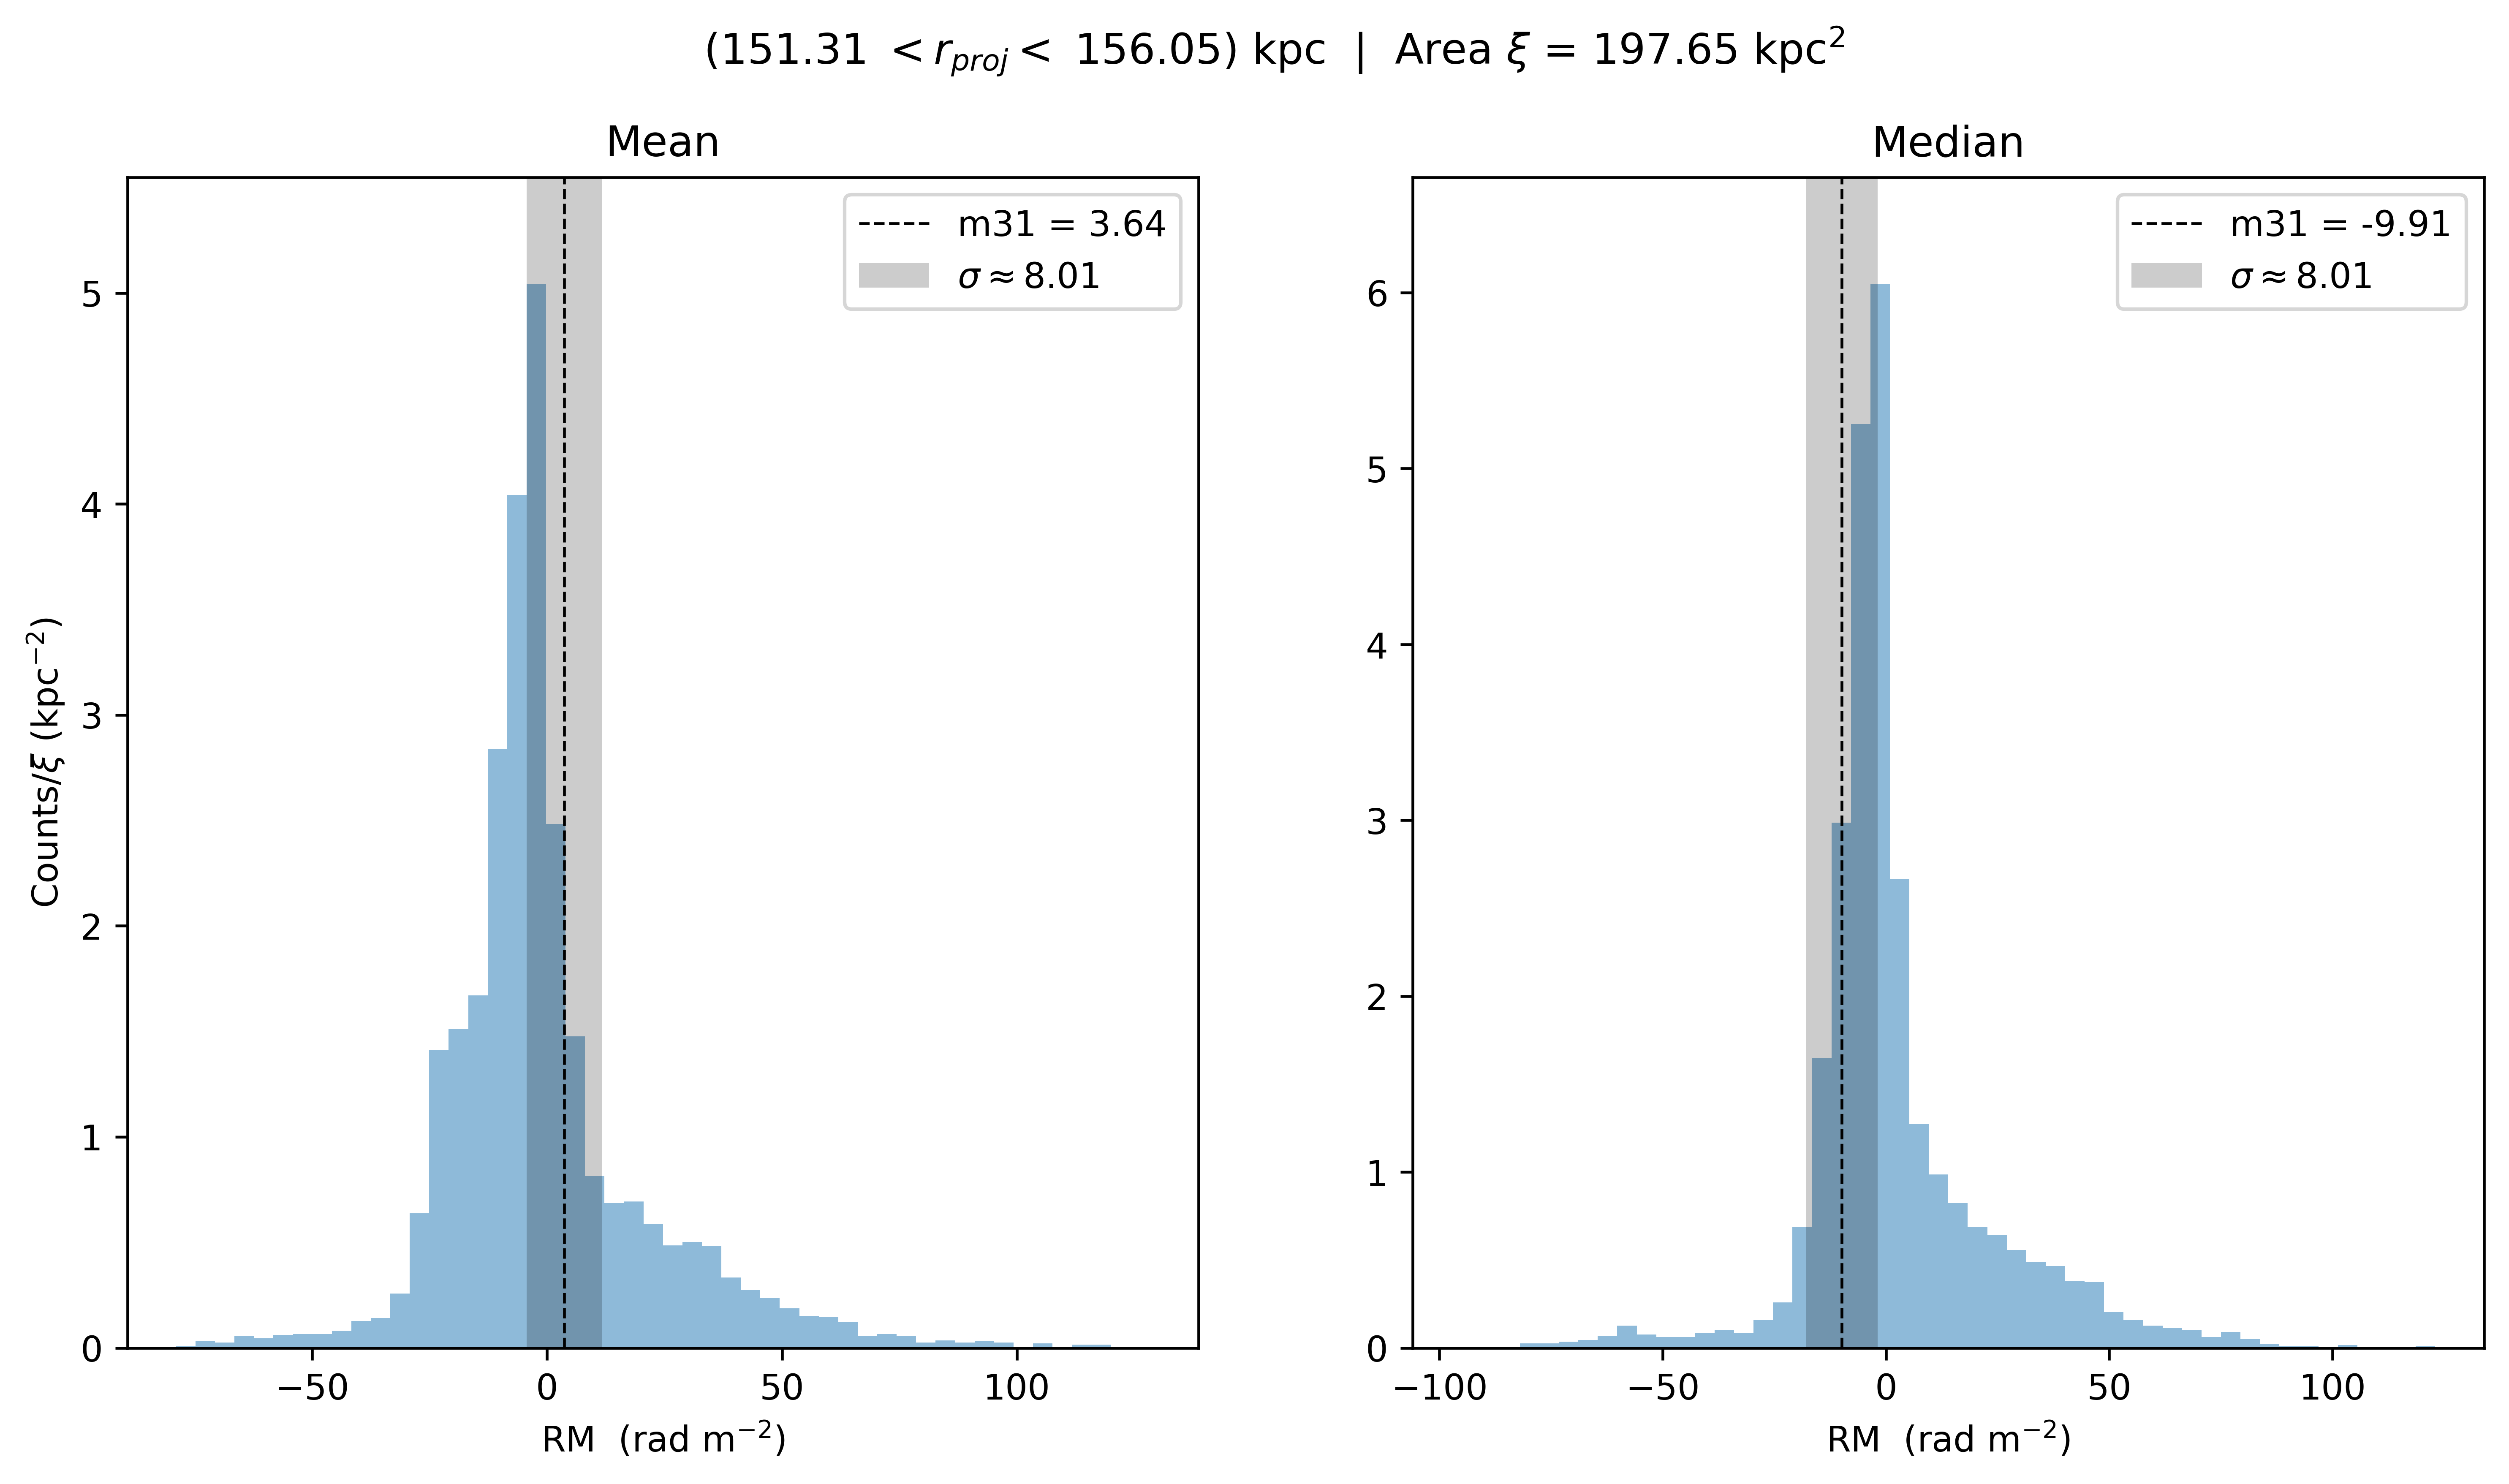 (151.31 < r_proj < 156.05) kpc | Area ξ = 197.65 kpc²
Mean
m31 = 3.64
σ ≈ 8.01
Counts/ξ (kpc⁻²)
5
4
3
2
1
0
−50 0 50 100
RM (rad m⁻²)
Median
m31 = -9.91
σ ≈ 8.01
6
5
4
3
2
1
0
−100 −50 0 50 100
RM (rad m⁻²)